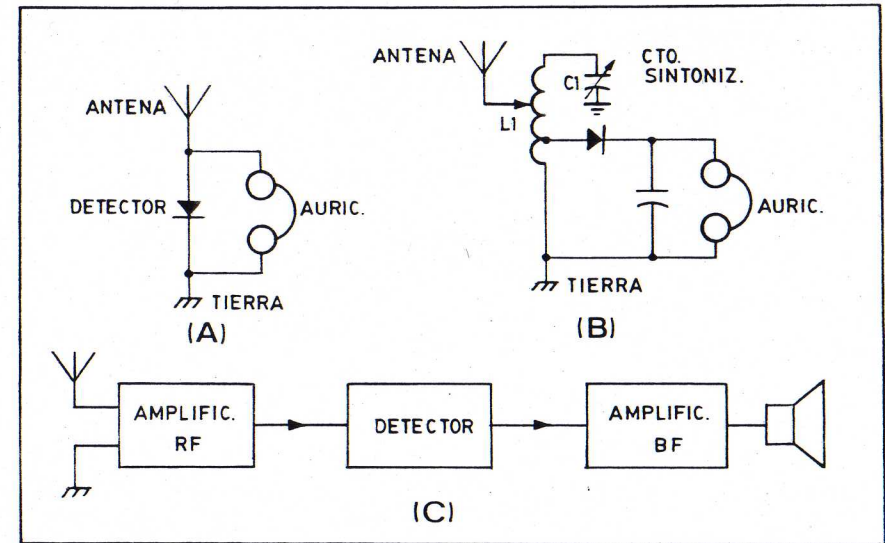 ANTENA
DETECTOR
AURIC.
TIERRA
(A)
ANTENA
L1
C1
CTO.
SINTONIZ.
AURIC.
TIERRA
(B)
AMPLIFIC.
RF
DETECTOR
AMPLIFIC.
BF
(C)